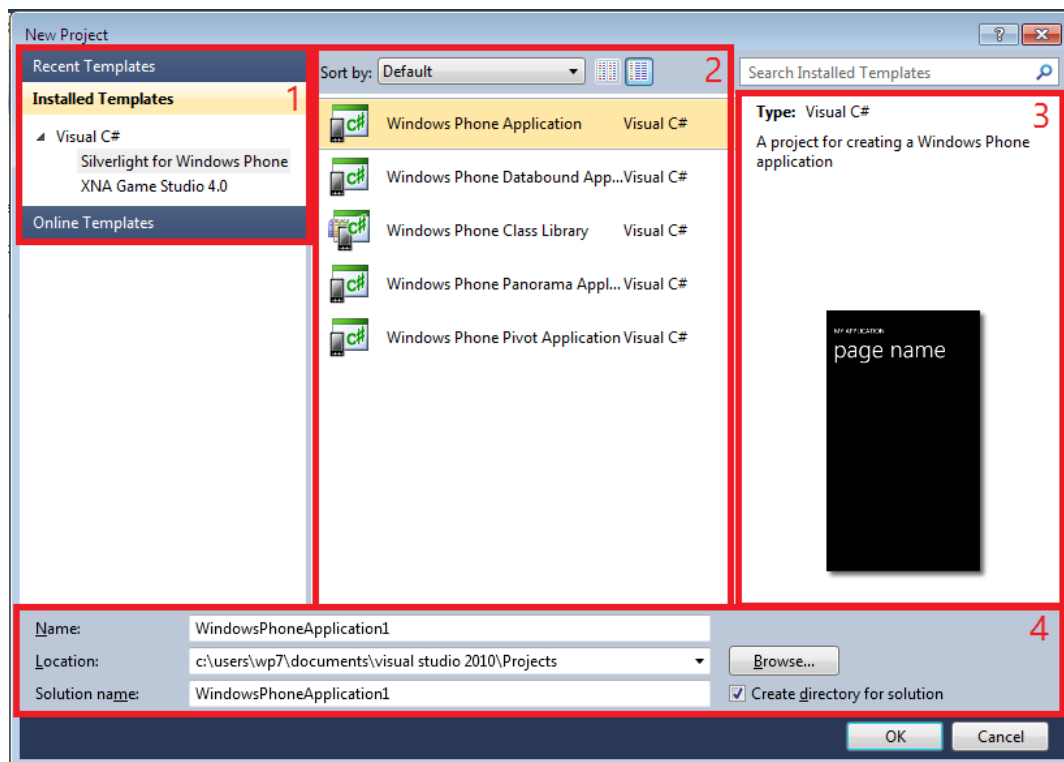 New Project
Recent Templates
Installed Templates
1
Visual C#
Silverlight for Windows Phone
XNA Game Studio 4.0
Online Templates
Sort by: Default
2
Windows Phone Application Visual C#
Windows Phone Databound App... Visual C#
Windows Phone Class Library Visual C#
Windows Phone Panorama Appl... Visual C#
Windows Phone Pivot Application Visual C#
Search Installed Templates
3
Type: Visual C#
A project for creating a Windows Phone
application
MY APPLICATION
page name
4
Name: WindowsPhoneApplication1
Location: c:\users\wp7\documents\visual studio 2010\Projects Browse...
Solution name: WindowsPhoneApplication1 Create directory for solution
OK Cancel